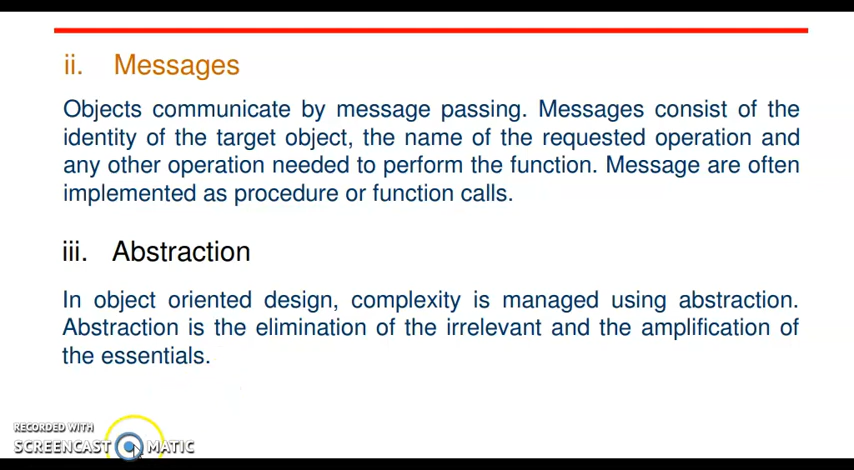 ii. Messages
Objects communicate by message passing. Messages consist of the
identity of the target object, the name of the requested operation and
any other operation needed to perform the function. Message are often
implemented as procedure or function calls.
iii. Abstraction
In object oriented design, complexity is managed using abstraction.
Abstraction is the elimination of the irrelevant and the amplification of
the essentials.
RECORDED WITH
SCREENCAST MATIC